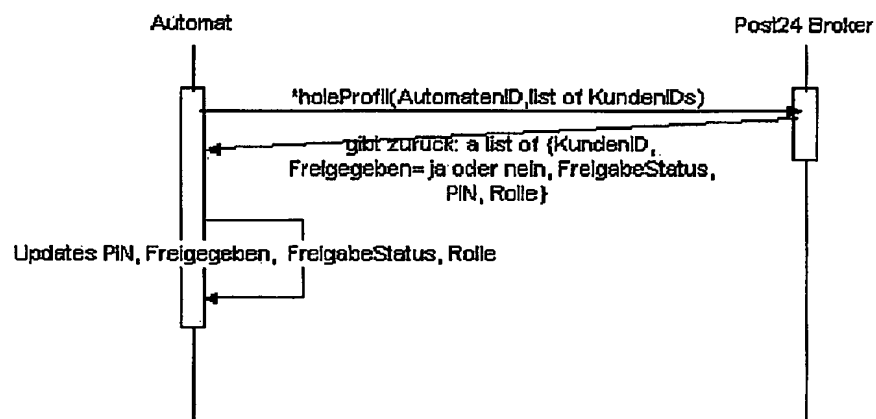 Automat
Post24 Broker
*holeProfil(AutomatenID,list of KundenIDs)
gibt zurück: a list of {KundenID,
Freigegeben= ja oder nein, FreigabeStatus,
PIN, Rolle}
Updates PIN, Freigegeben, FreigabeStatus, Rolle